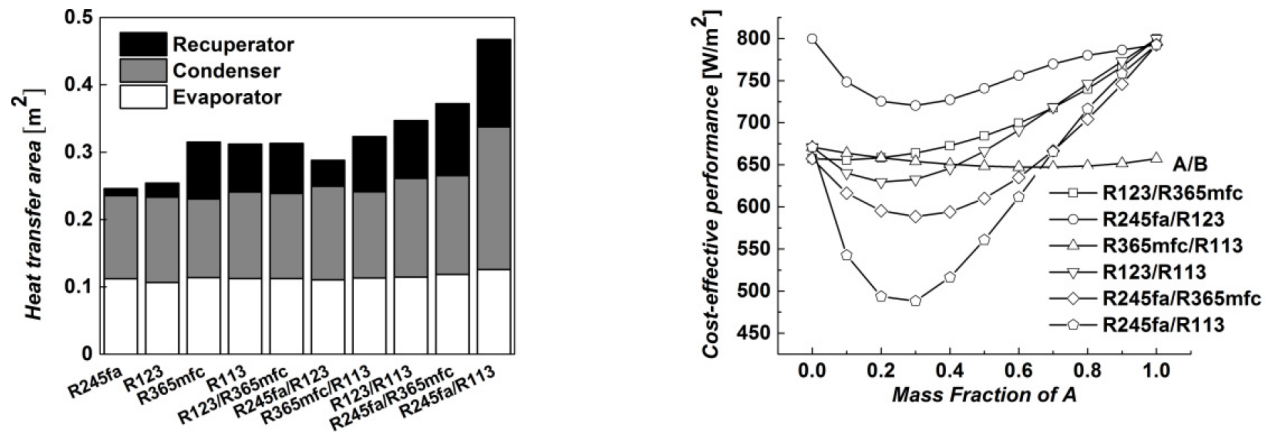 Heat transfer area [m²]
0.5
0.4
0.3
0.2
0.1
0
Recuperator
Condenser
Evaporator
R245fa
R123
R365mfc
R113
R123/R365mfc
R245fa/R123
R365mfc/R113
R123/R113
R245fa/R365mfc
R245fa/R113
Cost-effective performance [W/m²]
800
750
700
650
600
550
500
450
A/B
R123/R365mfc
R245fa/R123
R365mfc/R113
R123/R113
R245fa/R365mfc
R245fa/R113
0.0 0.2 0.4 0.6 0.8 1.0
Mass Fraction of A